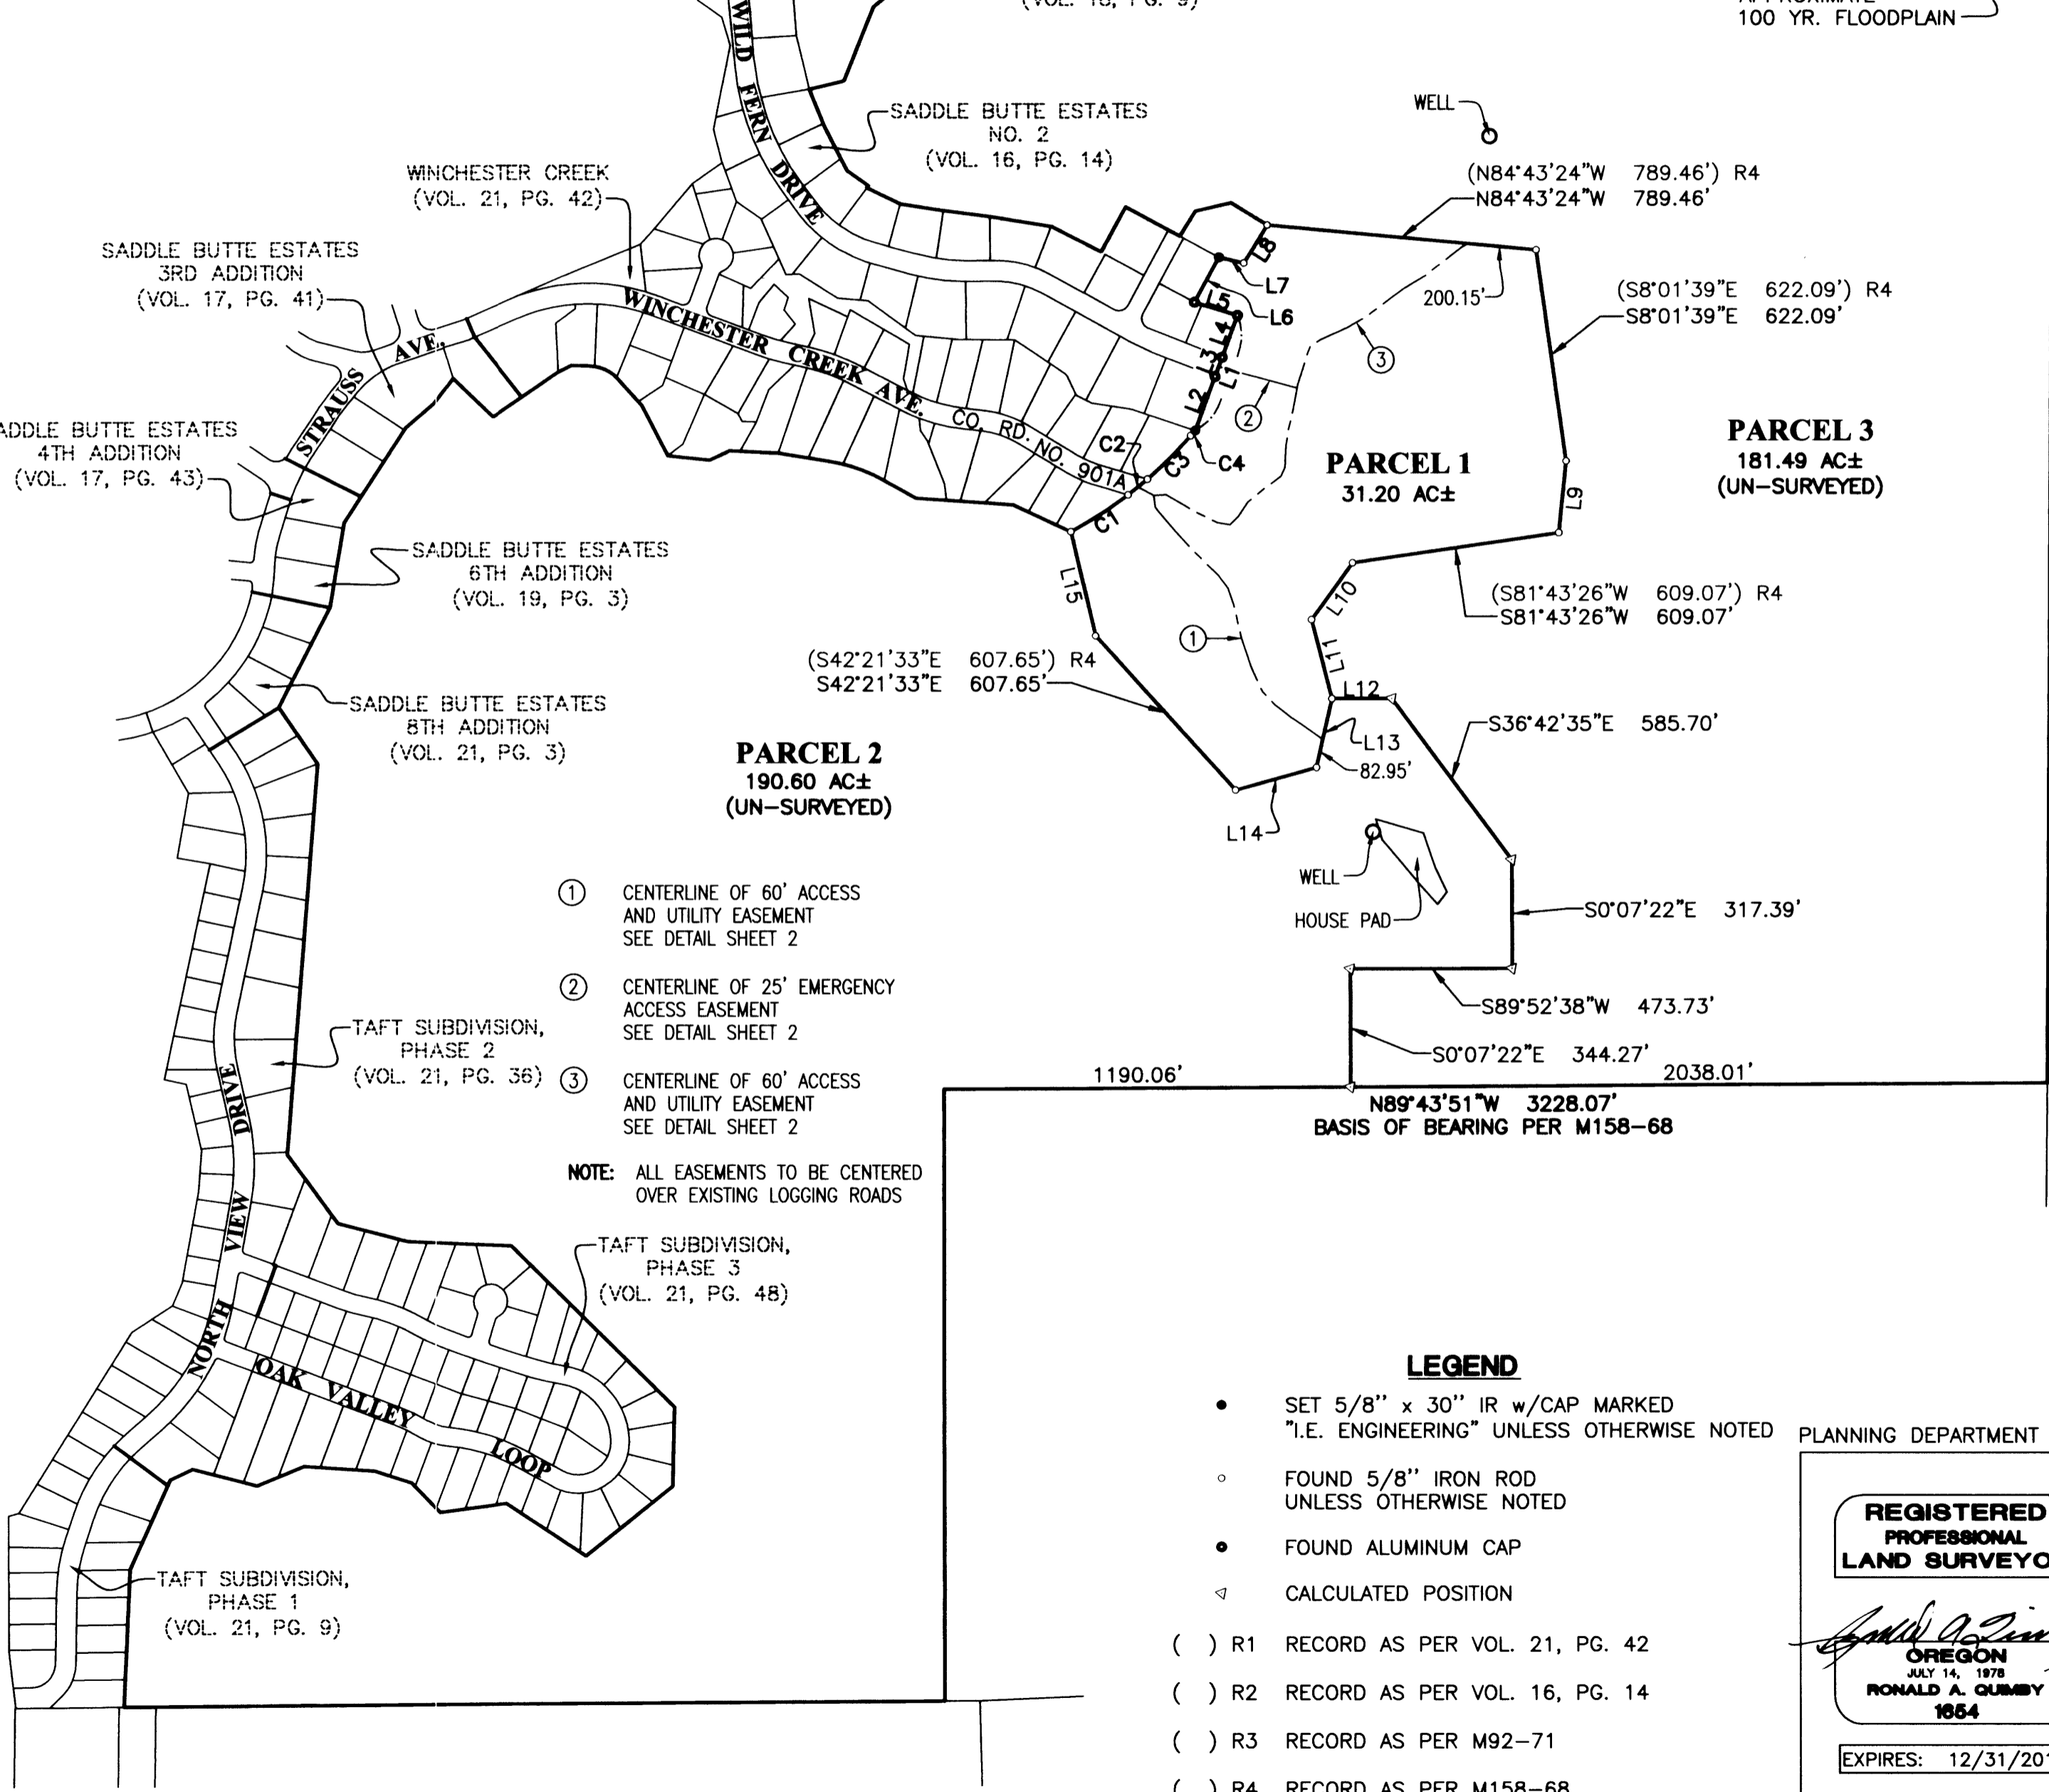 (VOL. 16, PG. 9)
100 YR. FLOODPLAIN
WILD FERN DRIVE
WELL
SADDLE BUTTE ESTATES
NO. 2
(VOL. 16, PG. 14)
WINCHESTER CREEK
(VOL. 21, PG. 42)
(N84°43'24"W 789.46') R4
N84°43'24"W 789.46'
SADDLE BUTTE ESTATES
3RD ADDITION
(VOL. 17, PG. 41)
L8
L7
L5
L6
L4
L3
L1
L2
200.15'
(S8°01'39"E 622.09') R4
S8°01'39"E 622.09'
3
2
WINCHESTER CREEK AVE.
CO. RD. NO. 901A
STRAUSS AVE.
SADDLE BUTTE ESTATES
4TH ADDITION
(VOL. 17, PG. 43)
C2
C3
C4
C1
PARCEL 1
31.20 AC±
PARCEL 3
181.49 AC±
(UN-SURVEYED)
L9
SADDLE BUTTE ESTATES
6TH ADDITION
(VOL. 19, PG. 3)
L15
L10
(S81°43'26"W 609.07') R4
S81°43'26"W 609.07'
1
L11
(S42°21'33"E 607.65') R4
S42°21'33"E 607.65'
L12
SADDLE BUTTE ESTATES
8TH ADDITION
(VOL. 21, PG. 3)
S36°42'35"E 585.70'
L13
82.95'
PARCEL 2
190.60 AC±
(UN-SURVEYED)
L14
WELL
HOUSE PAD
S0°07'22"E 317.39'
1 CENTERLINE OF 60' ACCESS
AND UTILITY EASEMENT
SEE DETAIL SHEET 2
2 CENTERLINE OF 25' EMERGENCY
ACCESS EASEMENT
SEE DETAIL SHEET 2
S89°52'38"W 473.73'
TAFT SUBDIVISION,
PHASE 2
(VOL. 21, PG. 36)
S0°07'22"E 344.27'
3 CENTERLINE OF 60' ACCESS
AND UTILITY EASEMENT
SEE DETAIL SHEET 2
1190.06'
2038.01'
N89°43'51"W 3228.07'
BASIS OF BEARING PER M158-68
NOTE: ALL EASEMENTS TO BE CENTERED
OVER EXISTING LOGGING ROADS
NORTH VIEW DRIVE
TAFT SUBDIVISION,
PHASE 3
(VOL. 21, PG. 48)
OAK VALLEY LOOP
TAFT SUBDIVISION,
PHASE 1
(VOL. 21, PG. 9)
LEGEND
SET 5/8" x 30" IR w/CAP MARKED
"I.E. ENGINEERING" UNLESS OTHERWISE NOTED
FOUND 5/8" IRON ROD
UNLESS OTHERWISE NOTED
FOUND ALUMINUM CAP
CALCULATED POSITION
( ) R1 RECORD AS PER VOL. 21, PG. 42
( ) R2 RECORD AS PER VOL. 16, PG. 14
( ) R3 RECORD AS PER M92-71
( ) R4 RECORD AS PER M158-68
PLANNING DEPARTMENT
REGISTERED
PROFESSIONAL
LAND SURVEYO
OREGON
JULY 14, 1978
RONALD A. QUIMBY
1654
EXPIRES: 12/31/20